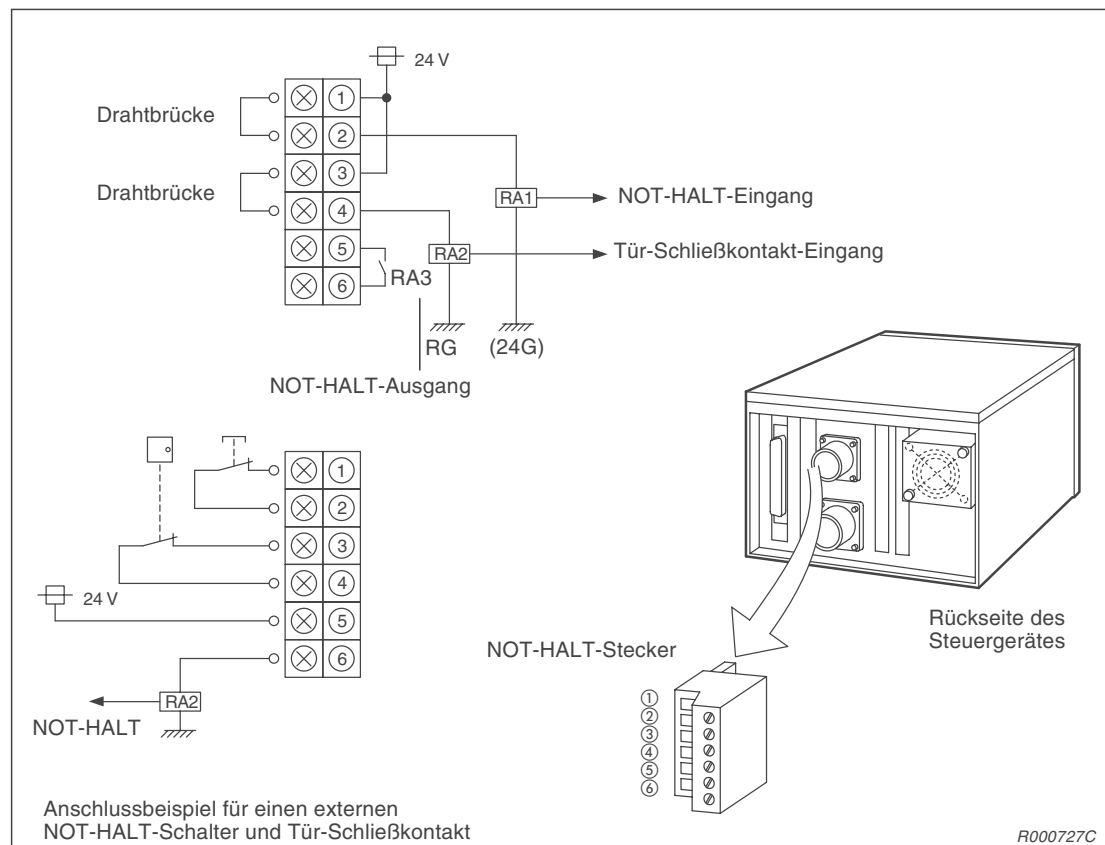 24 V
Drahtbrücke
Drahtbrücke
①
②
③
④
⑤
⑥
RA1
NOT-HALT-Eingang
RA2
Tür-Schließkontakt-Eingang
RA3
RG
(24G)
NOT-HALT-Ausgang
①
②
③
④
⑤
⑥
24 V
RA2
NOT-HALT
Rückseite des
Steuergerätes
NOT-HALT-Stecker
①
②
③
④
⑤
⑥
Anschlussbeispiel für einen externen
NOT-HALT-Schalter und Tür-Schließkontakt
R000727C